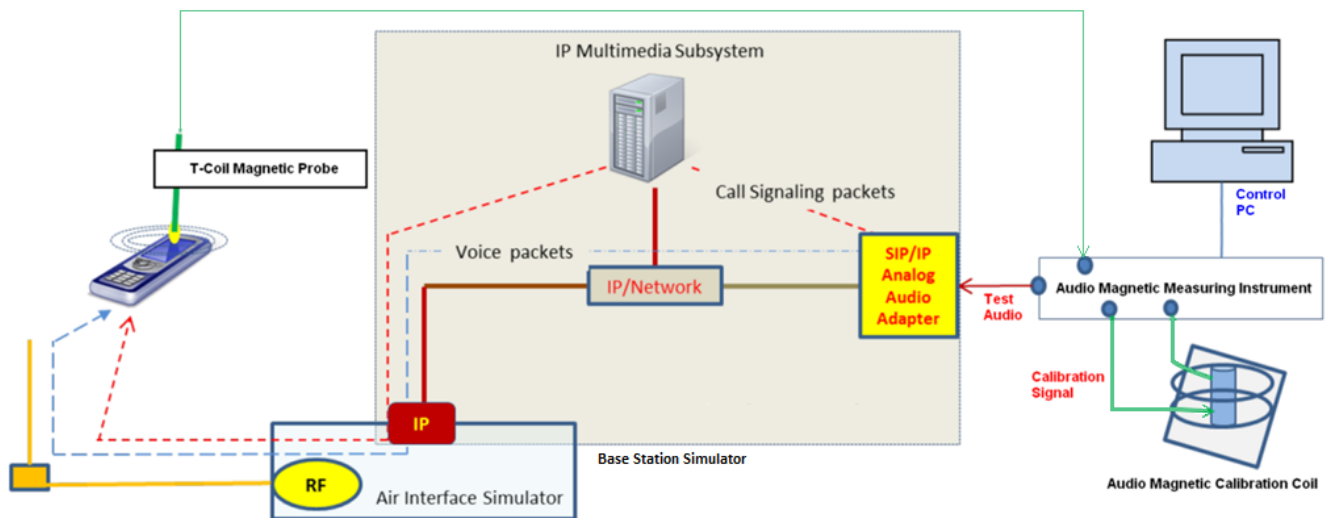 IP Multimedia Subsystem
T-Coil Magnetic Probe
Call Signaling packets
Control
PC
Voice packets
SIP/IP
Analog
Audio
Adapter
IP/Network
Test
Audio
Audio Magnetic Measuring Instrument
Calibration
Signal
IP
Base Station Simulator
RF
Air Interface Simulator
Audio Magnetic Calibration Coil